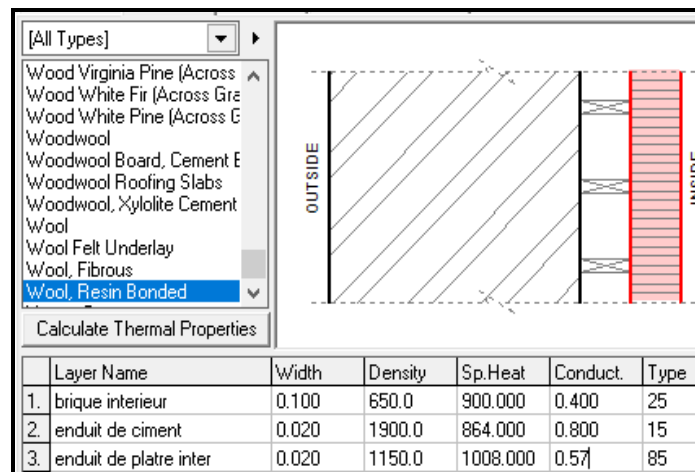 [All Types]
Wood Virginia Pine (Across
Wood White Fir (Across Gra
Wood White Pine (Across G
Woodwool
Woodwool Board, Cement B
Woodwool Roofing Slabs
Woodwool, Xylolite Cement
Wool
Wool Felt Underlay
Wool, Fibrous
Wool, Resin Bonded
Calculate Thermal Properties
OUTSIDE
INSIDE
Layer Name Width Density Sp.Heat Conduct. Type
1. brique interieur 0.100 650.0 900.000 0.400 25
2. enduit de ciment 0.020 1900.0 864.000 0.800 15
3. enduit de platre inter 0.020 1150.0 1008.000 0.57 85